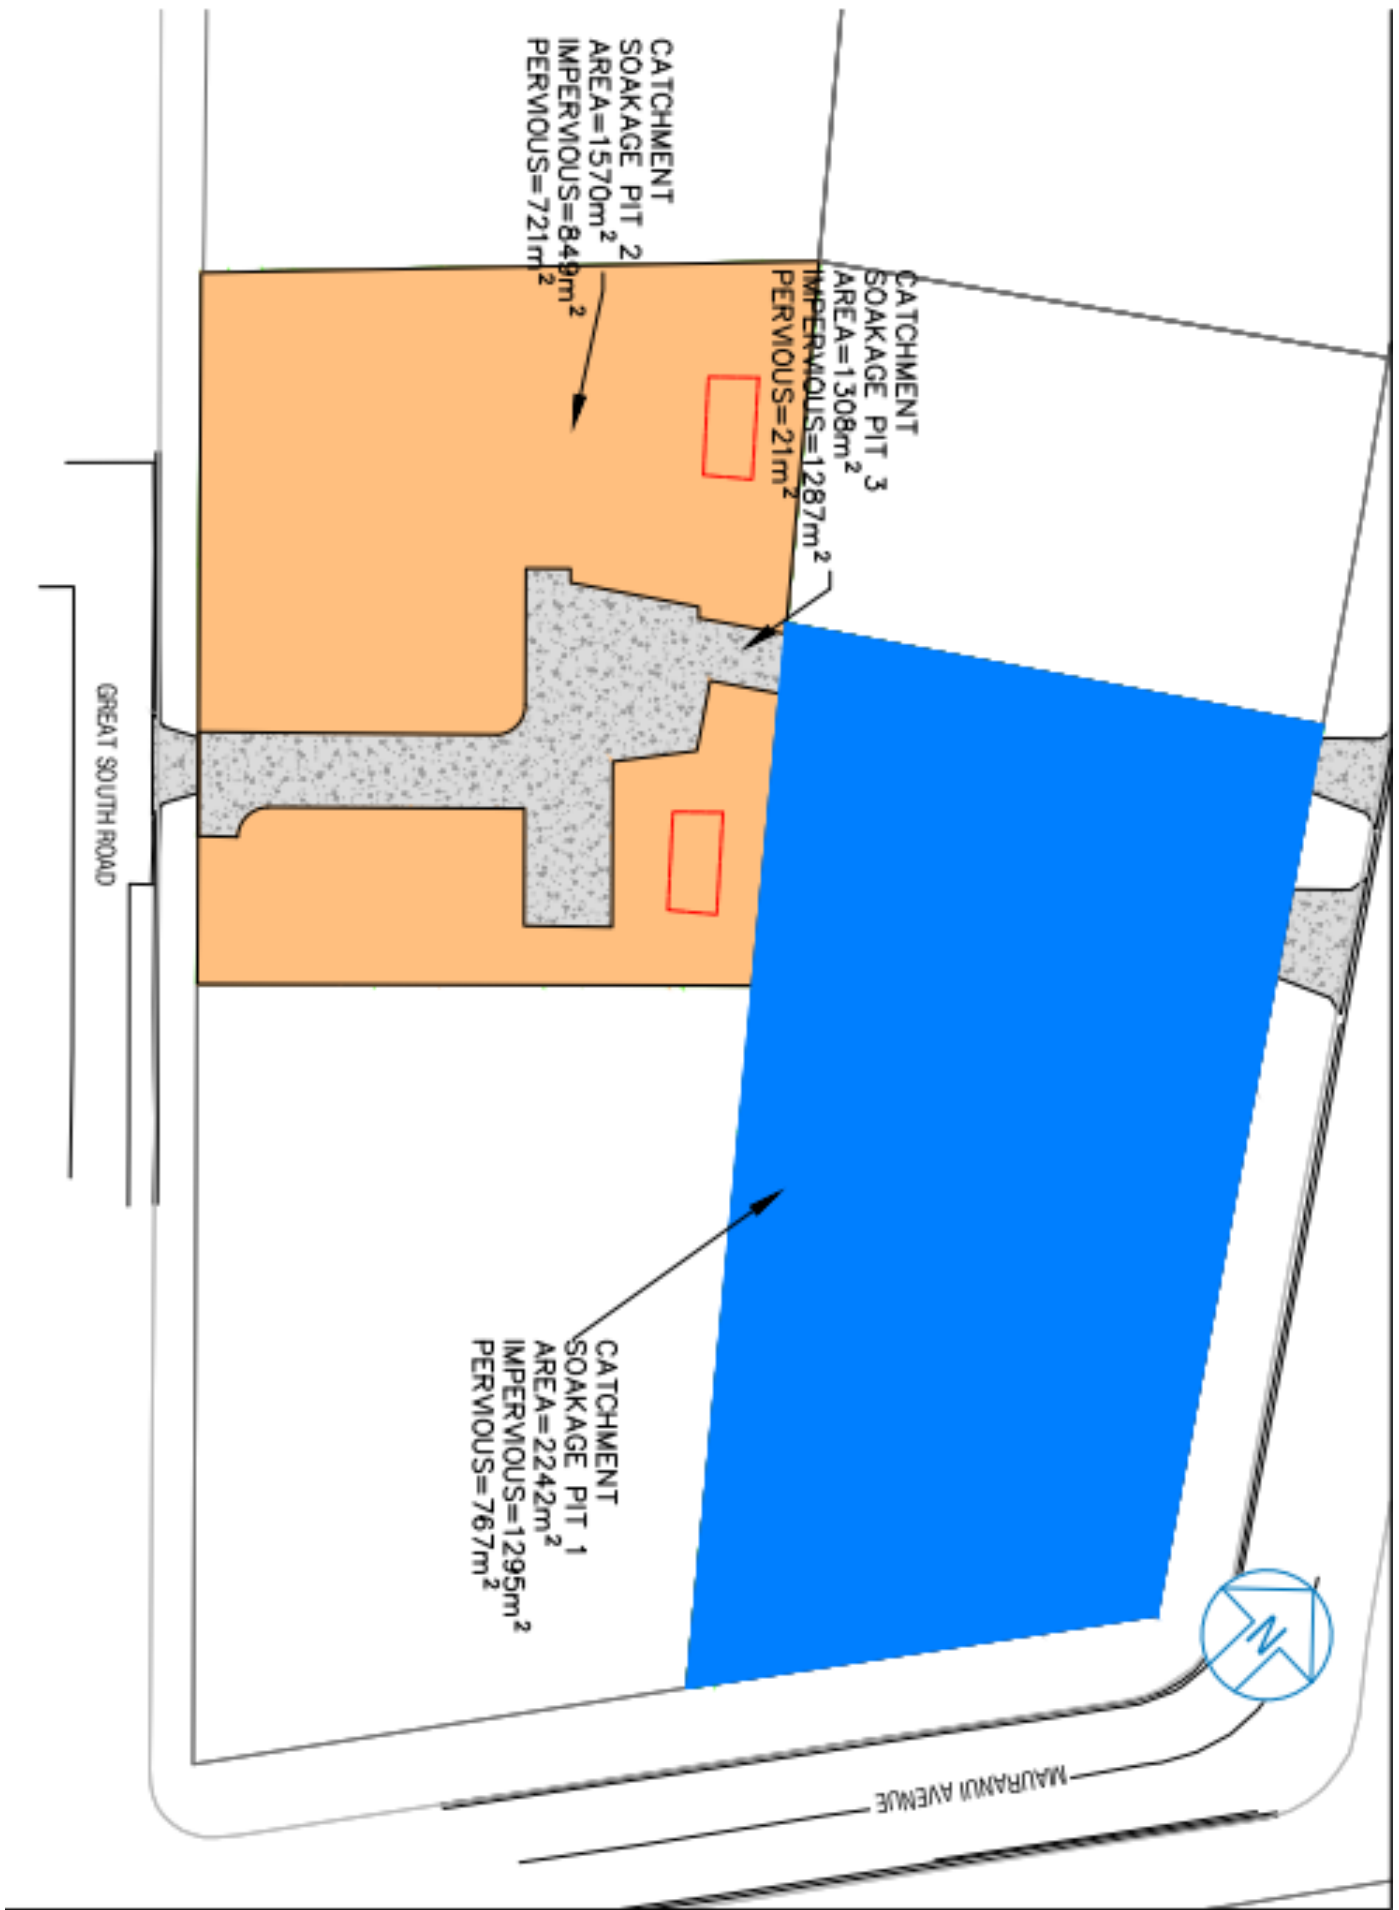 CATCHMENT
SOAKAGE PIT 2
AREA=1570m²
IMPERVIOUS=849m²
PERVIOUS=721m²
CATCHMENT
SOAKAGE PIT 3
AREA=1308m²
IMPERVIOUS=1287m²
PERVIOUS=21m²
GREAT SOUTH ROAD
CATCHMENT
SOAKAGE PIT 1
AREA=2242m²
IMPERVIOUS=1295m²
PERVIOUS=767m²
N
MAURANUI AVENUE